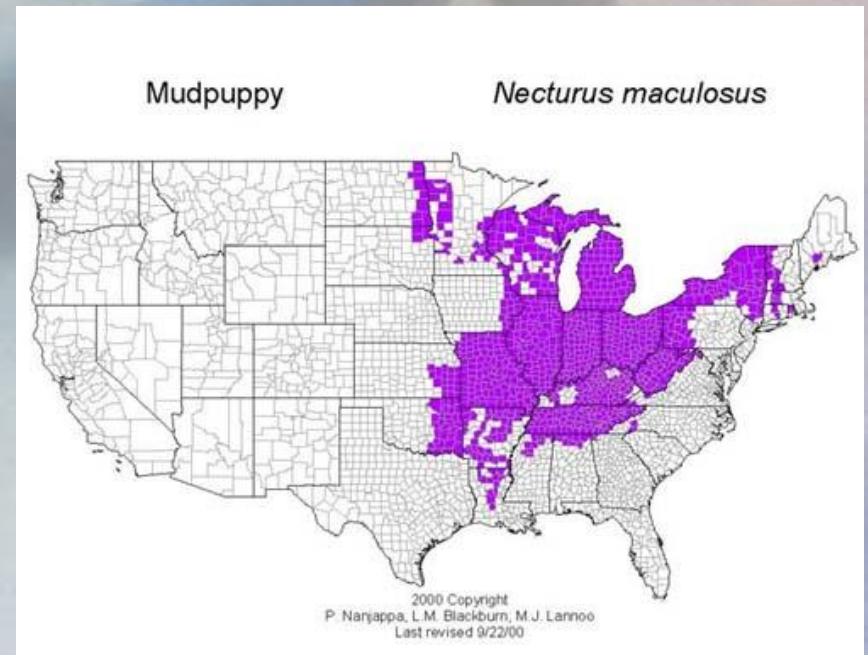 Mudpuppy
Necturus maculosus
2000 Copyright
P. Nanjappa, L.M. Blackburn, M.J. Lannoo
Last revised 9/22/00